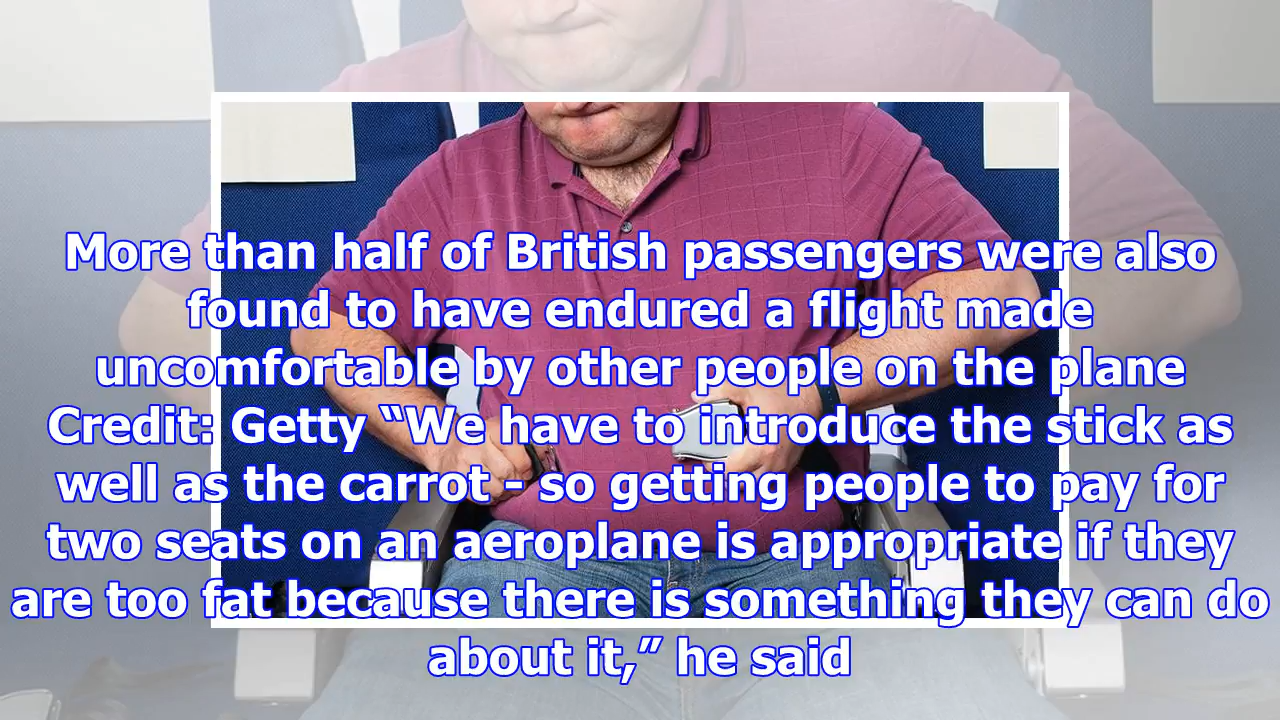 More than half of British passengers were also
found to have endured a flight made
uncomfortable by other people on the plane
Credit: Getty “We have to introduce the stick as
well as the carrot - so getting people to pay for
two seats on an aeroplane is appropriate if they
are too fat because there is something they can do
about it,” he said